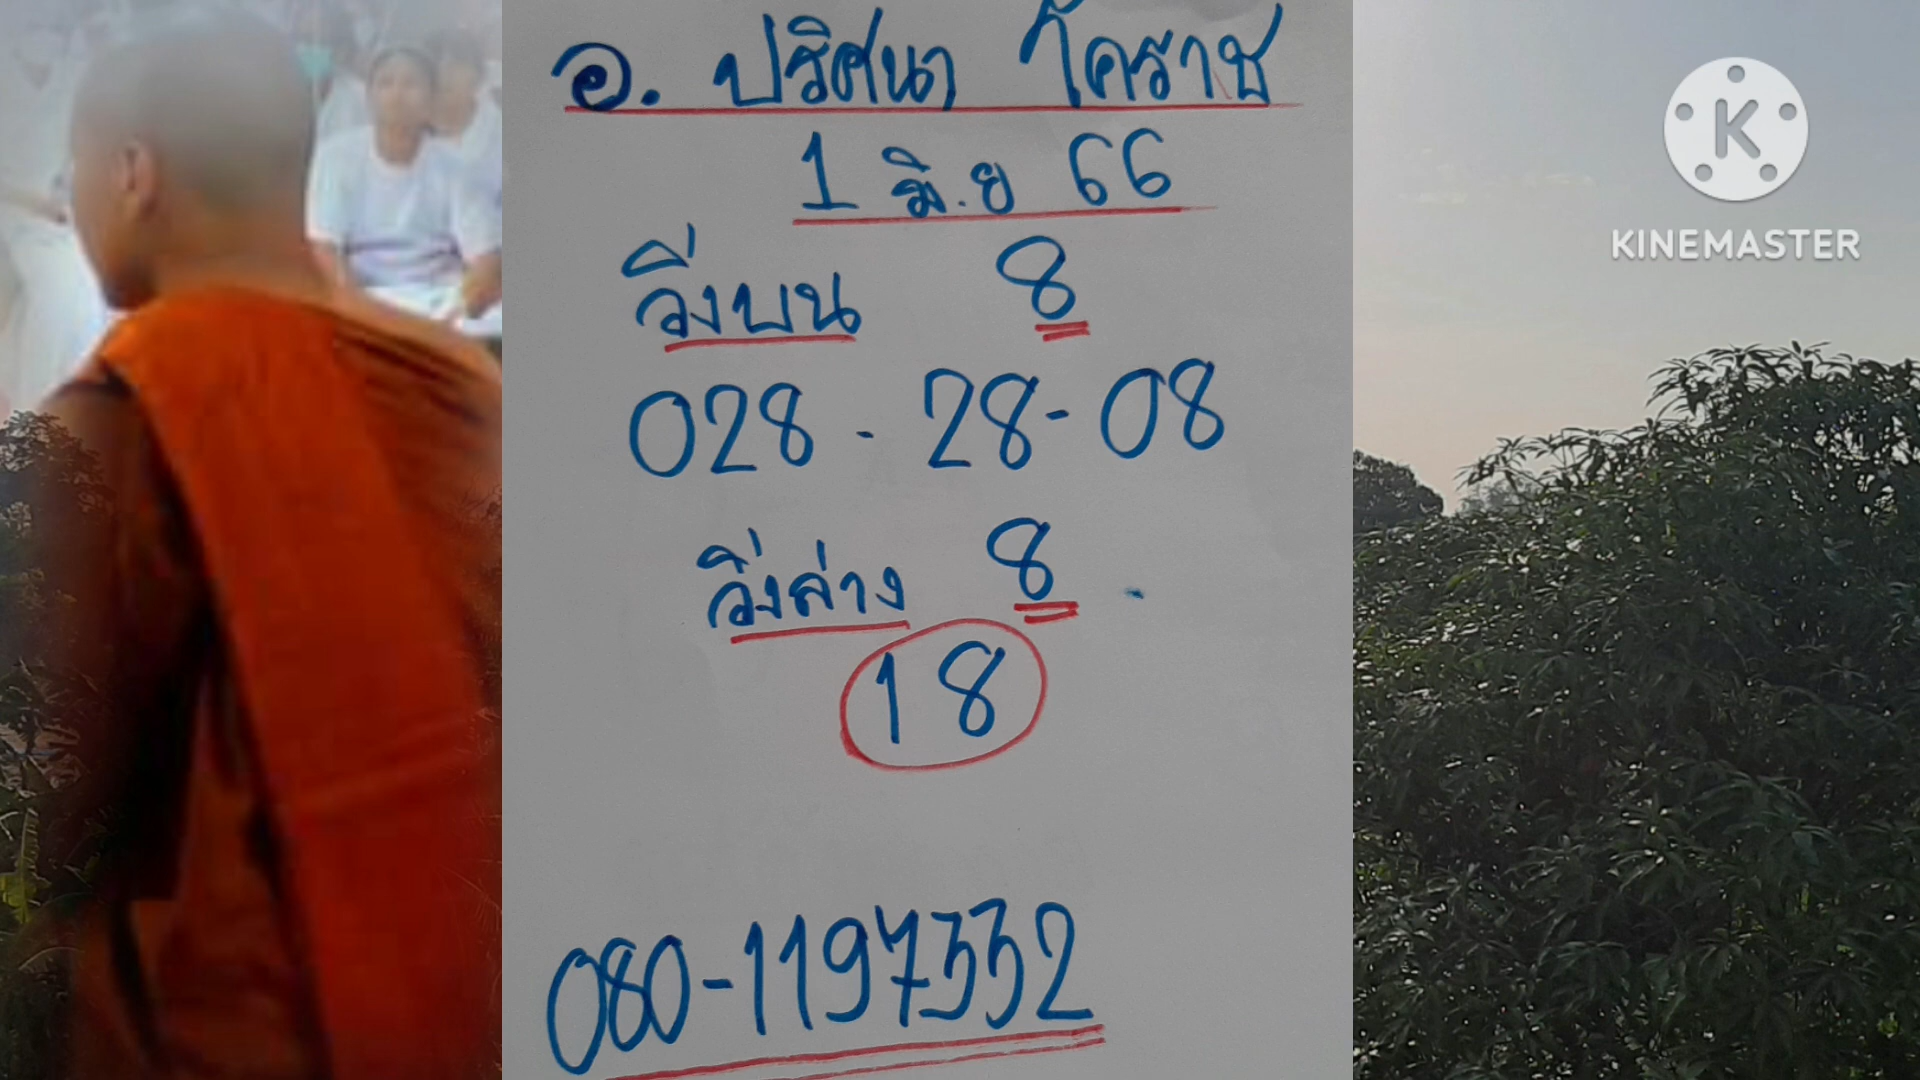 อ. ปริศนา โคราช
1 มิ.ย 66
วิ่งบน 8
028 - 28 - 08
วิ่งล่าง 8
18
080-1197332
K
KINEMASTER